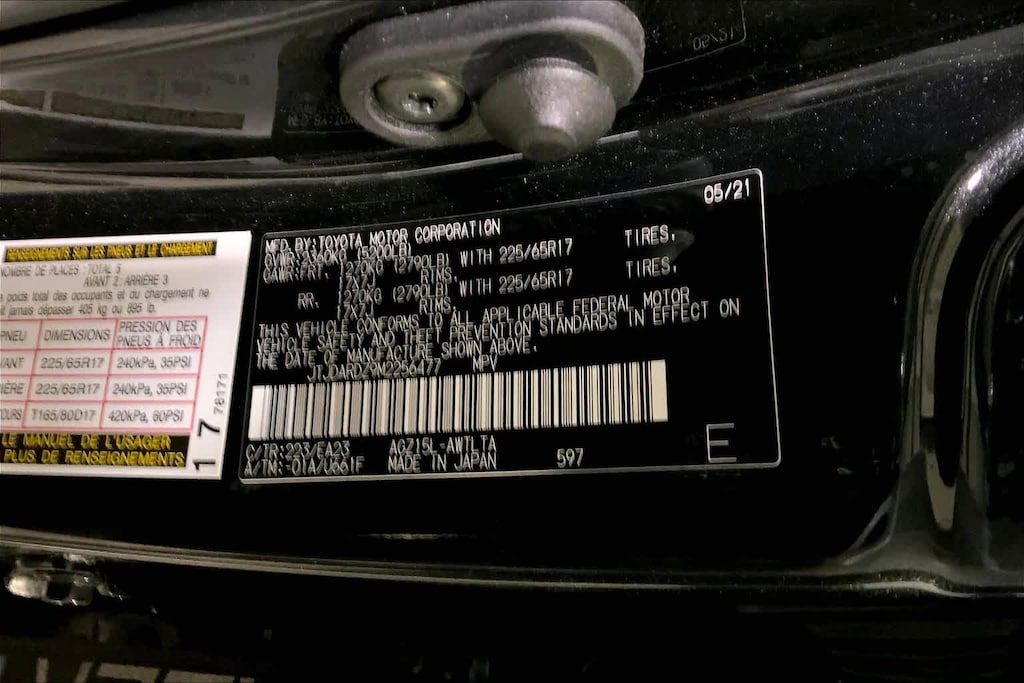 RENSEIGNEMENTS SUR LES PNEUS ET LE CHARGEMENT
NOMBRE DE PLACES : TOTAL 5
AVANT 2 : ARRIÈRE 3
poids total des occupants et du chargement ne
jamais dépasser 405 kg ou 895 lb.
PNEU DIMENSIONS PRESSION DES PNEUS À FROID
VANT 225/65R17 240kPa, 35PSI
IÈRE 225/65R17 240kPa, 35PSI
OURS T165/80D17 420kPa, 60PSI
LE MANUEL DE L'USAGER
PLUS DE RENSEIGNEMENTS
17
78171
05/21
MFD. BY: TOYOTA MOTOR CORPORATION
GVWR: 2360KG (5200LB)
GAWR: FRT. 1270KG (2790LB) WITH 225/65R17 TIRES,
17X7J RIMS,
RR. 1270KG (2790LB) WITH 225/65R17 TIRES,
17X7J RIMS,
THIS VEHICLE CONFORMS TO ALL APPLICABLE FEDERAL MOTOR
VEHICLE SAFETY AND THEFT PREVENTION STANDARDS IN EFFECT ON
THE DATE OF MANUFACTURE SHOWN ABOVE.
JTJDARDZ9M2256477 MPV
C/TR:223/EA23 AGZ15L-AWTLTA
A/TM:-01A/U661F MADE IN JAPAN 597
E